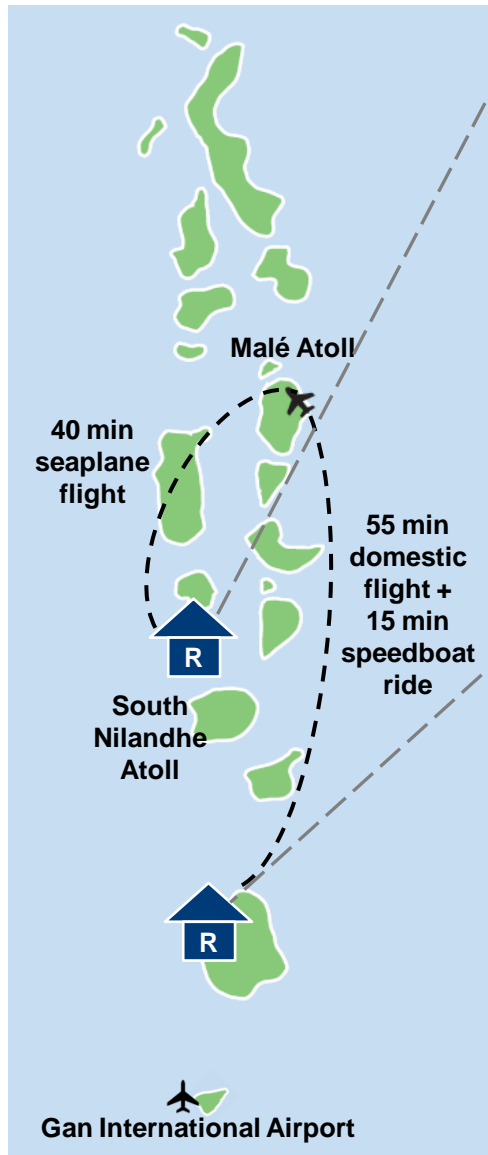 Malé Atoll
40 min
seaplane
flight
55 min
domestic
flight +
15 min
speedboat
ride
R
South
Nilandhe
Atoll
R
Gan International Airport